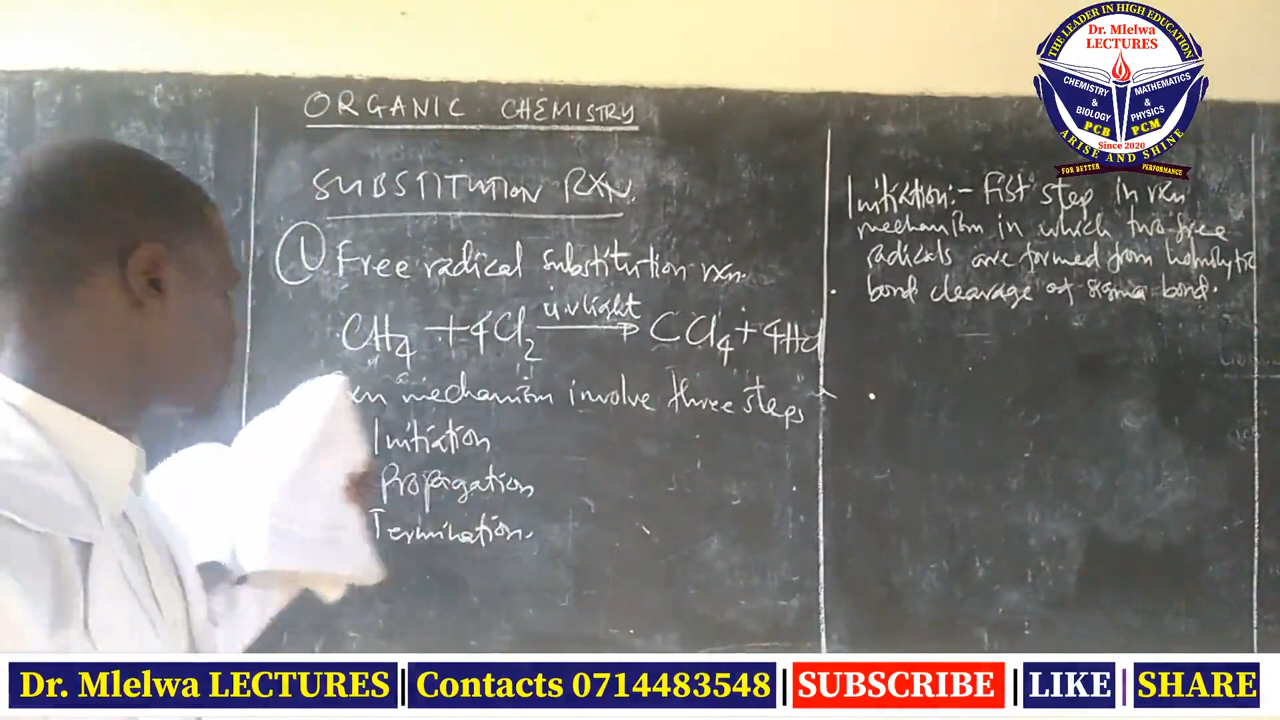 ORGANIC CHEMISTRY
SUBSTITUTION RXN.
① Free radical substitution rxn.
CH4 + 4Cl2 u.v light → CCl4 + 4HCl
rxn mechanism involve three steps
Initiation
Propagation
Termination.
Initiation:- Fist step in rxn
mechanism in which two free
radicals are formed from homolytic
bond cleavage of sigma bond.
THE LEADER IN HIGH EDUCATION
Dr. Mlelwa
LECTURES
CHEMISTRY
&
BIOLOGY
PCB
MATHEMATICS
&
PHYSICS
PCM
Since 2020
ARISE AND SHINE
FOR BETTER PERFORMANCE
Dr. Mlelwa LECTURES | Contacts 0714483548 | SUBSCRIBE | LIKE | SHARE